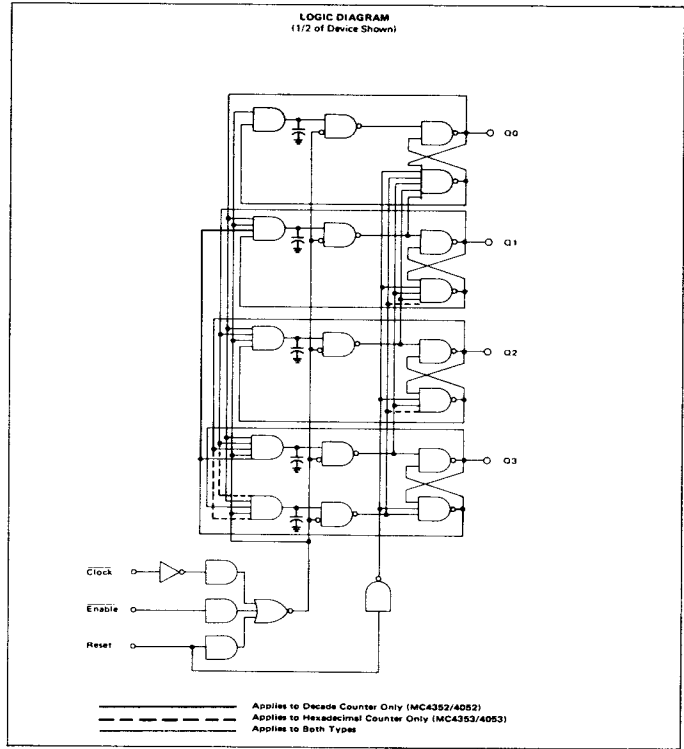 LOGIC DIAGRAM
(1/2 of Device Shown)
Q0
Q1
Q2
Q3
Clock
Enable
Reset
Applies to Decade Counter Only (MC4352/4052)
Applies to Hexadecimal Counter Only (MC4353/4053)
Applies to Both Types